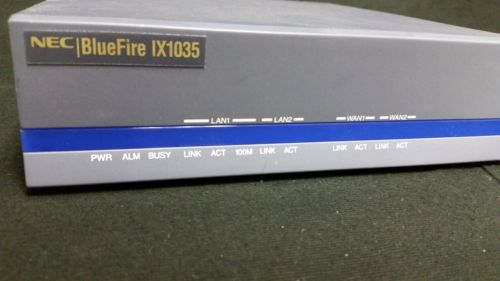 NEC | BlueFire IX1035
LAN1 LAN2 WAN1 WAN2
PWR ALM BUSY LINK ACT 100M LINK ACT LINK ACT LINK ACT